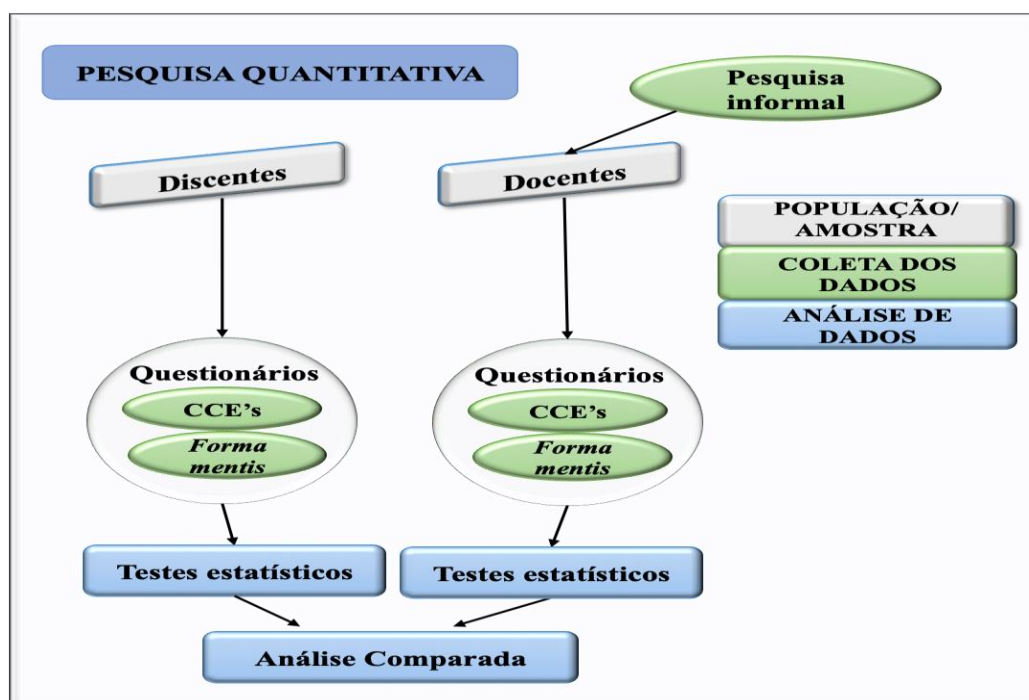 PESQUISA QUANTITATIVA
Pesquisa
informal
Discentes
Docentes
POPULAÇÃO/
AMOSTRA
COLETA DOS
DADOS
ANÁLISE DE
DADOS
Questionários
CCE’s
Forma
mentis
Questionários
CCE’s
Forma
mentis
Testes estatísticos
Testes estatísticos
Análise Comparada